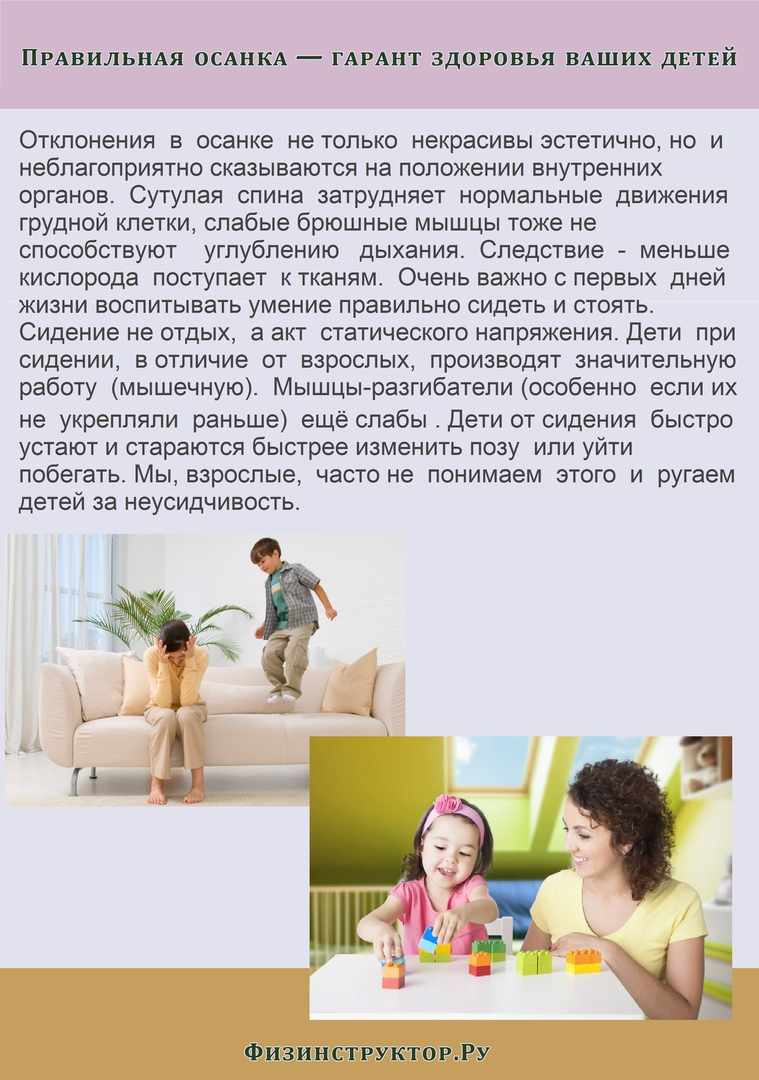 Правильная осанка — гарант здоровья ваших детей
Отклонения в осанке не только некрасивы эстетично, но и
неблагоприятно сказываются на положении внутренних
органов. Сутулая спина затрудняет нормальные движения
грудной клетки, слабые брюшные мышцы тоже не
способствуют углублению дыхания. Следствие - меньше
кислорода поступает к тканям. Очень важно с первых дней
жизни воспитывать умение правильно сидеть и стоять.
Сидение не отдых, а акт статического напряжения. Дети при
сидении, в отличие от взрослых, производят значительную
работу (мышечную). Мышцы-разгибатели (особенно если их
не укрепляли раньше) ещё слабы . Дети от сидения быстро
устают и стараются быстрее изменить позу или уйти
побегать. Мы, взрослые, часто не понимаем этого и ругаем
детей за неусидчивость.
Физинструктор.Ру